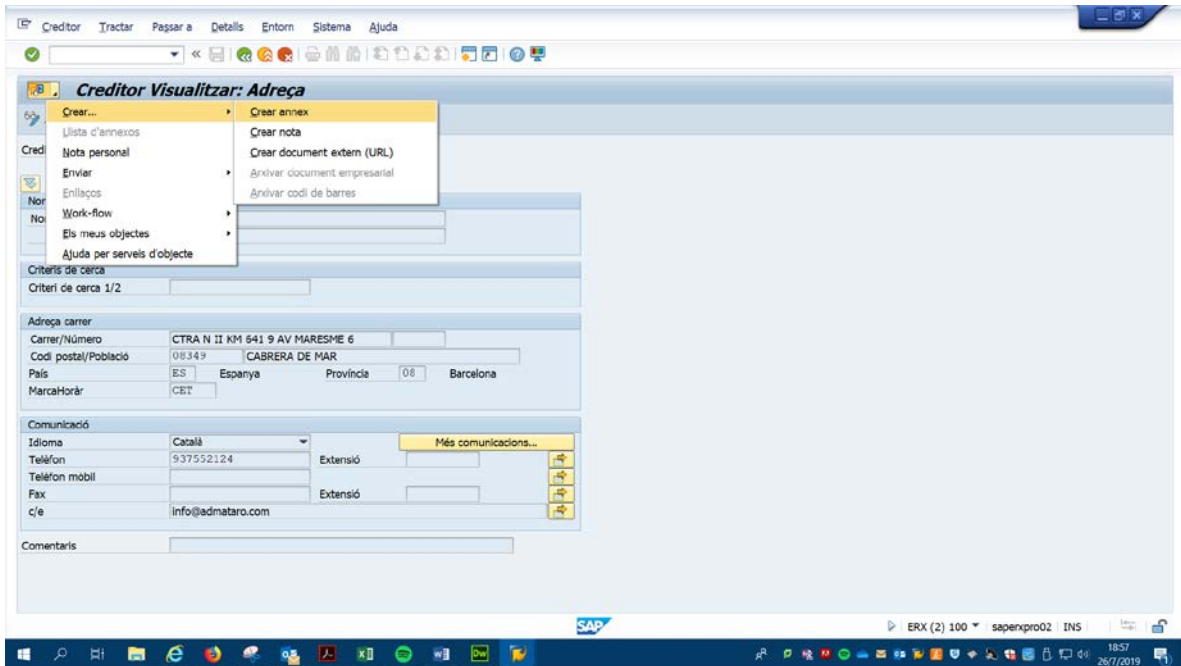 Creditor Tractar Passar a Detalls Entorn Sistema Ajuda
Creditor Visualitzar: Adreça
Crear... Crear annex
Llista d'annexos Crear nota
Cred Nota personal Crear document extern (URL)
Enviar Arxivar document empresarial
Enllaços Arxivar codi de barres
Nor
No Work-flow
Els meus objectes
Ajuda per serveis d'objecte
Criteris de cerca
Criteri de cerca 1/2
Adreça carrer
Carrer/Número CTRA N II KM 641 9 AV MARESME 6
Codi postal/Població 08349 CABRERA DE MAR
País ES Espanya Província 08 Barcelona
MarcaHoràr CET
Comunicació
Idioma Català Més comunicacions...
Telèfon 937552124 Extensió
Telèfon mòbil
Fax Extensió
c/e info@admataro.com
Comentaris
SAP ERX (2) 100 saperxpro02 INS
18:57
26/7/2019